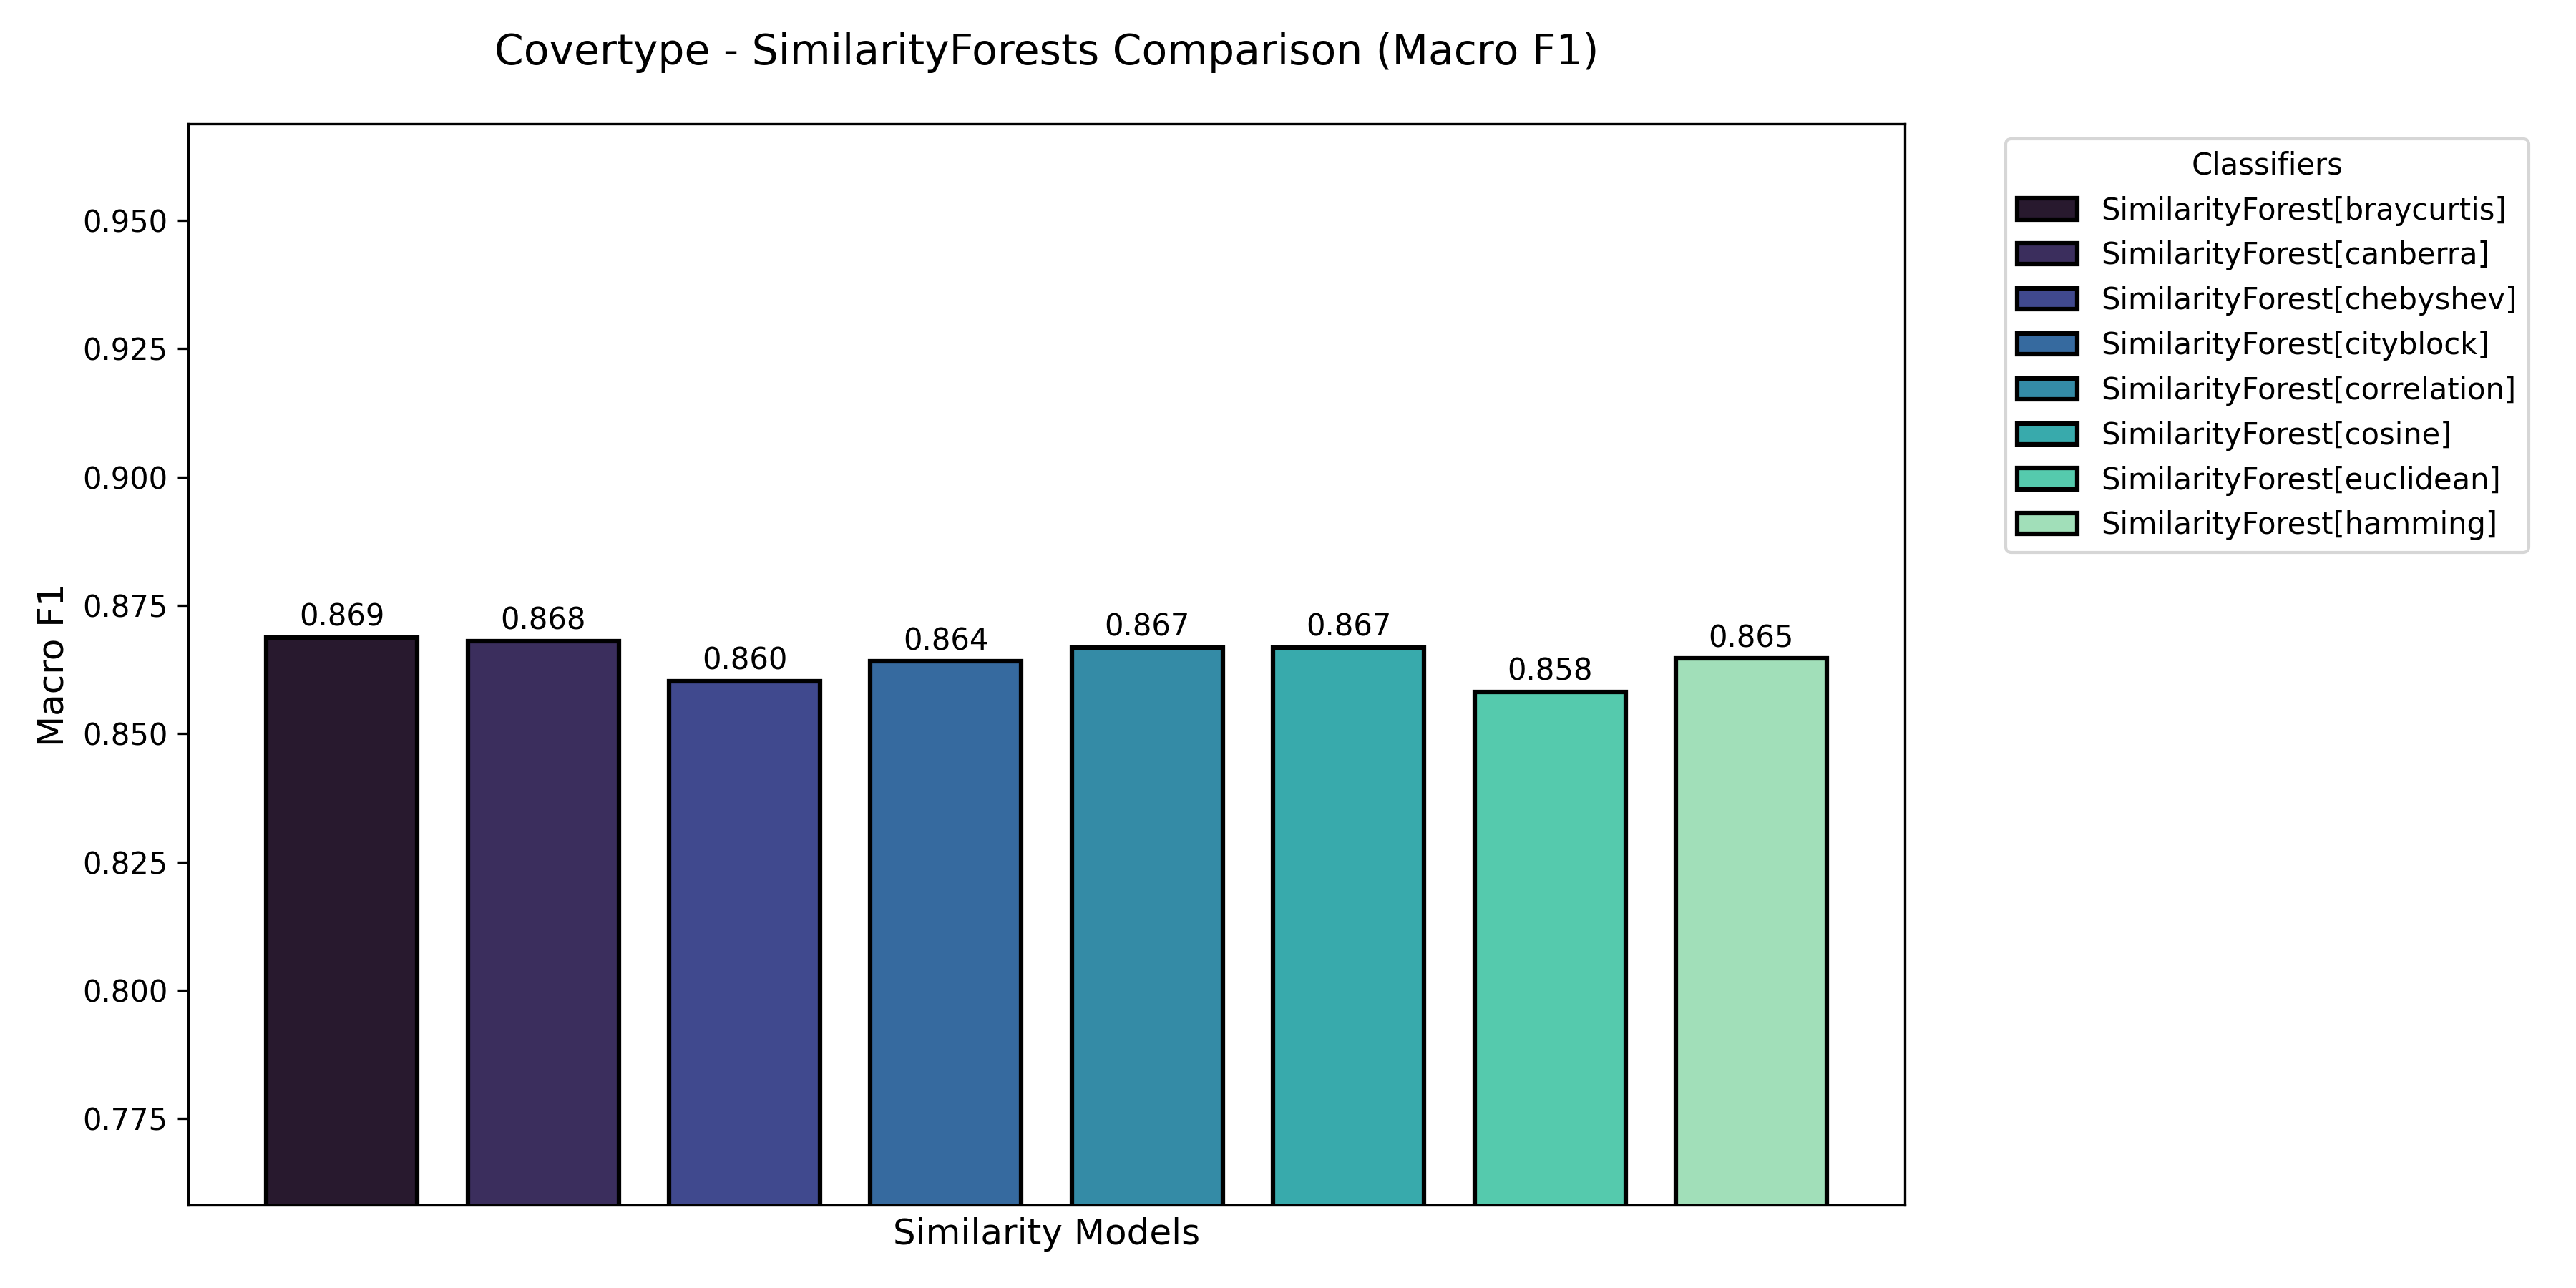 Covertype - SimilarityForests Comparison (Macro F1)
Macro F1
0.950
0.925
0.900
0.875
0.850
0.825
0.800
0.775
0.869
0.868
0.860
0.864
0.867
0.867
0.858
0.865
Similarity Models
Classifiers
SimilarityForest[braycurtis]
SimilarityForest[canberra]
SimilarityForest[chebyshev]
SimilarityForest[cityblock]
SimilarityForest[correlation]
SimilarityForest[cosine]
SimilarityForest[euclidean]
SimilarityForest[hamming]